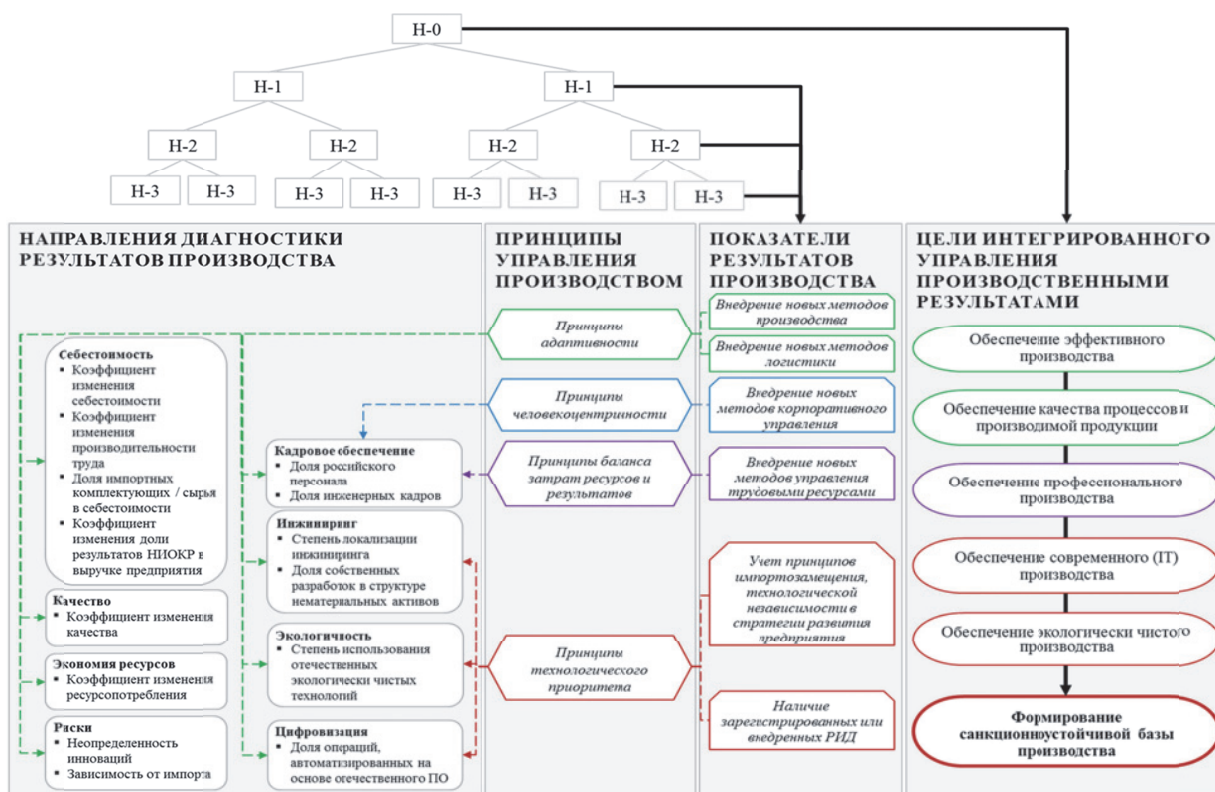 Н-0
Н-1
Н-1
Н-2
Н-2
Н-2
Н-2
Н-3
Н-3
Н-3
Н-3
Н-3
Н-3
Н-3
Н-3
НАПРАВЛЕНИЯ ДИАГНОСТИКИ
РЕЗУЛЬТАТОВ ПРОИЗВОДСТВА
Себестоимость
▪ Коэффициент
изменения
себестоимости
▪ Коэффициент
изменения
производительности
труда
▪ Доля импортных
комплектующих / сырья
в себестоимости
▪ Коэффициент
изменения доли
результатов НИОКР в
выручке предприятия
Качество
▪ Коэффициент изменения
качества
Экономия ресурсов
▪ Коэффициент изменения
ресурсопотребления
Риски
▪ Неопределенность
инноваций
▪ Зависимость от импорта
Кадровое обеспечение
▪ Доля российского
персонала
▪ Доля инженерных кадров
Инжиниринг
▪ Степень локализации
инжиниринга
▪ Доля собственных
разработок в структуре
нематериальных активов
Экологичность
▪ Степень использования
отечественных
экологически чистых
технологий
Цифровизация
▪ Доля операций,
автоматизированных на
основе отечественного ПО
ПРИНЦИПЫ
УПРАВЛЕНИЯ
ПРОИЗВОДСТВОМ
Принципы
адаптивности
Принципы
человекоцентриности
Принципы баланса
затрат ресурсов и
результатов
Принципы
технологического
приоритета
ПОКАЗАТЕЛИ
РЕЗУЛЬТАТОВ
ПРОИЗВОДСТВА
Внедрение новых методов
производства
Внедрение новых методов
логистики
Внедрение новых
методов корпоративного
управления
Внедрение новых
методов управления
трудовыми ресурсами
Учет принципов
импортозамещения,
технологической
независимости в
стратегии развития
предприятия
Наличие
зарегистрированных или
внедренных РИД
ЦЕЛИ ИНТЕГРИРОВАННОГО
УПРАВЛЕНИЯ
ПРОИЗВОДСТВЕННЫМИ
РЕЗУЛЬТАТАМИ
Обеспечение эффективного
производства
Обеспечение качества процессов и
производимой продукции
Обеспечение профессионального
производства
Обеспечение современного (IT)
производства
Обеспечение экологически чистого
производства
Формирование
санкционоустойчивой базы
производства